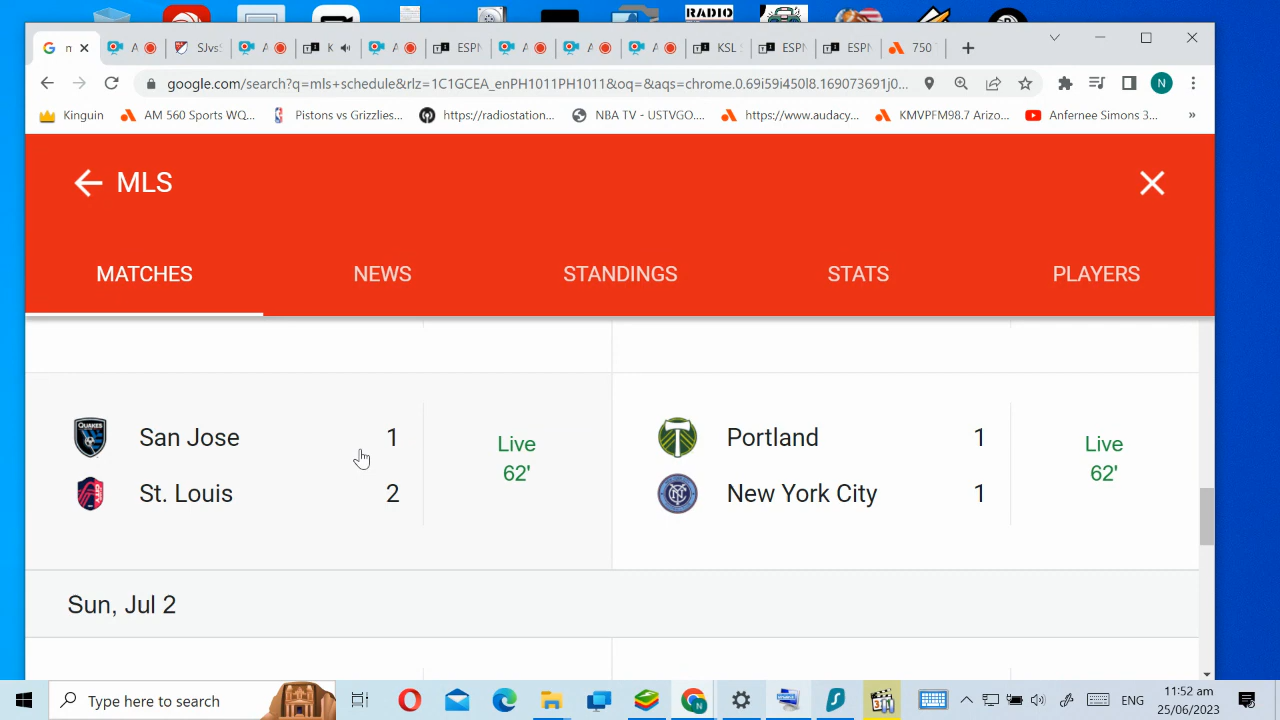 RADIO
n
A
SJvs
A
K
A
ESPN
A
A
A
KSL
ESPN
ESPN
750
google.com/search?q=mls+schedule&rlz=1C1GCEA_enPH1011PH1011&oq=&aqs=chrome.0.69i59i450l8.169073691j0...
N
Kinguin
AM 560 Sports WQ...
Pistons vs Grizzlies...
https://radiostation...
NBA TV - USTVGO....
https://www.audacy...
KMVPFM98.7 Arizo...
Anfernee Simons 3...
»
MLS
MATCHES NEWS STANDINGS STATS PLAYERS
QUAKES
San Jose 1
Live
62'
St. Louis 2
Portland 1
Live
62'
New York City 1
Sun, Jul 2
Type here to search
ENG
11:52 am
25/06/2023